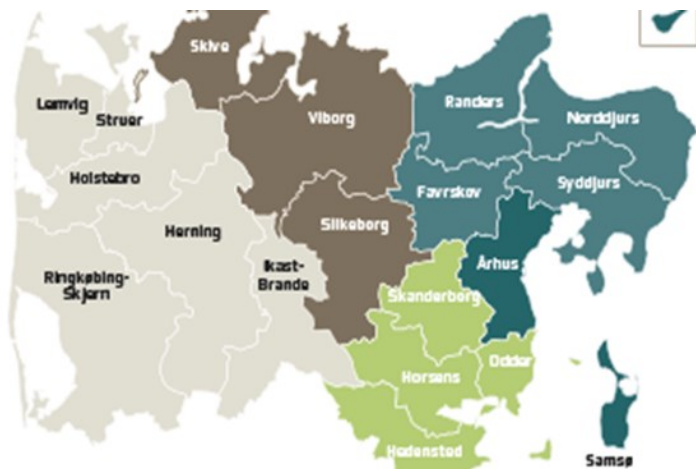 Skive
Lemvig
Struer
Viborg
Randers
Norddjurs
Holstebro
Favrskov
Syddjurs
Herning
Silkeborg
Århus
Ikast-
Brande
Ringkøbing-
Skjern
Skanderborg
Odder
Horsens
Hedensted
Samsø